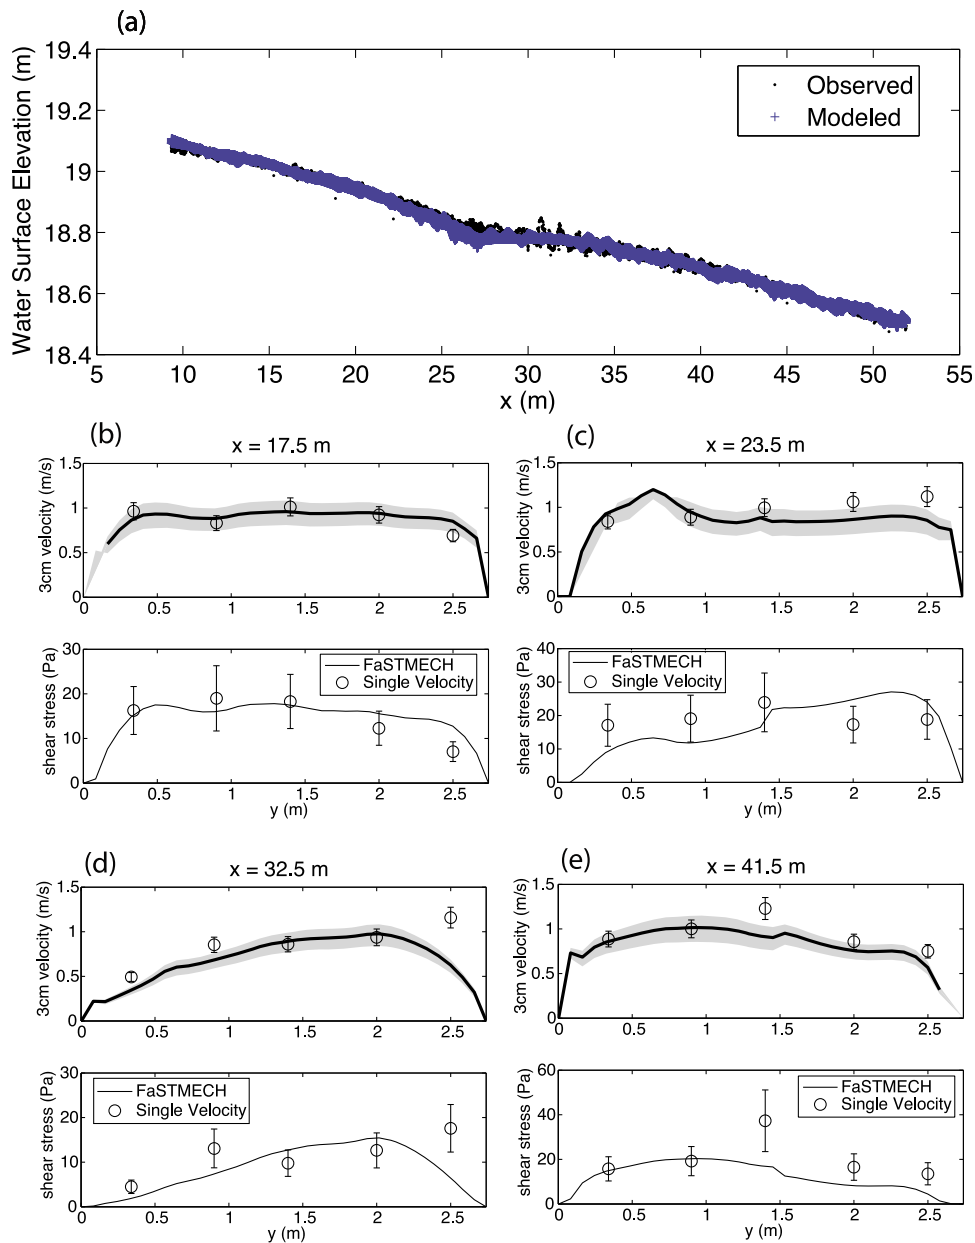 (a)
19.4
19.2
19
18.8
18.6
18.4
Water Surface Elevation (m)
Observed
Modeled
5 10 15 20 25 30 35 40 45 50 55
x (m)
(b)
x = 17.5 m
3cm velocity (m/s)
1.5
1
0.5
0
0 0.5 1 1.5 2 2.5
shear stress (Pa)
30
20
10
0
FaSTMECH
Single Velocity
0 0.5 1 1.5 2 2.5
y (m)
(c)
x = 23.5 m
3cm velocity (m/s)
1.5
1
0.5
0
0 0.5 1 1.5 2 2.5
shear stress (Pa)
40
30
20
10
0
FaSTMECH
Single Velocity
0 0.5 1 1.5 2 2.5
y (m)
(d)
x = 32.5 m
3cm velocity (m/s)
1.5
1
0.5
0
0 0.5 1 1.5 2 2.5
shear stress (Pa)
30
20
10
0
FaSTMECH
Single Velocity
0 0.5 1 1.5 2 2.5
y (m)
(e)
x = 41.5 m
3cm velocity (m/s)
1.5
1
0.5
0
0 0.5 1 1.5 2 2.5
shear stress (Pa)
60
40
20
0
FaSTMECH
Single Velocity
0 0.5 1 1.5 2 2.5
y (m)